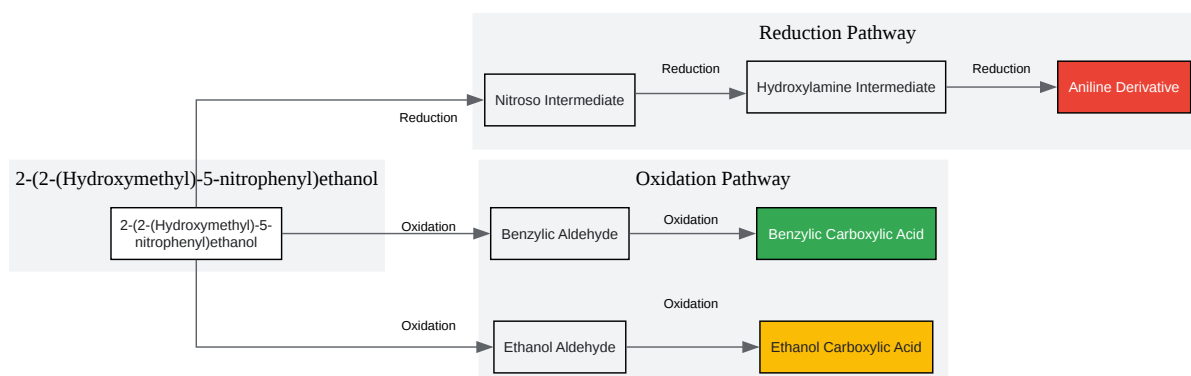 Reduction Pathway
Reduction
Reduction
Nitroso Intermediate
Hydroxylamine Intermediate
Aniline Derivative
Reduction
2-(2-(Hydroxymethyl)-5-nitrophenyl)ethanol
Oxidation Pathway
2-(2-(Hydroxymethyl)-5-
nitrophenyl)ethanol
Oxidation
Benzylic Aldehyde
Oxidation
Benzylic Carboxylic Acid
Oxidation
Oxidation
Ethanol Aldehyde
Ethanol Carboxylic Acid